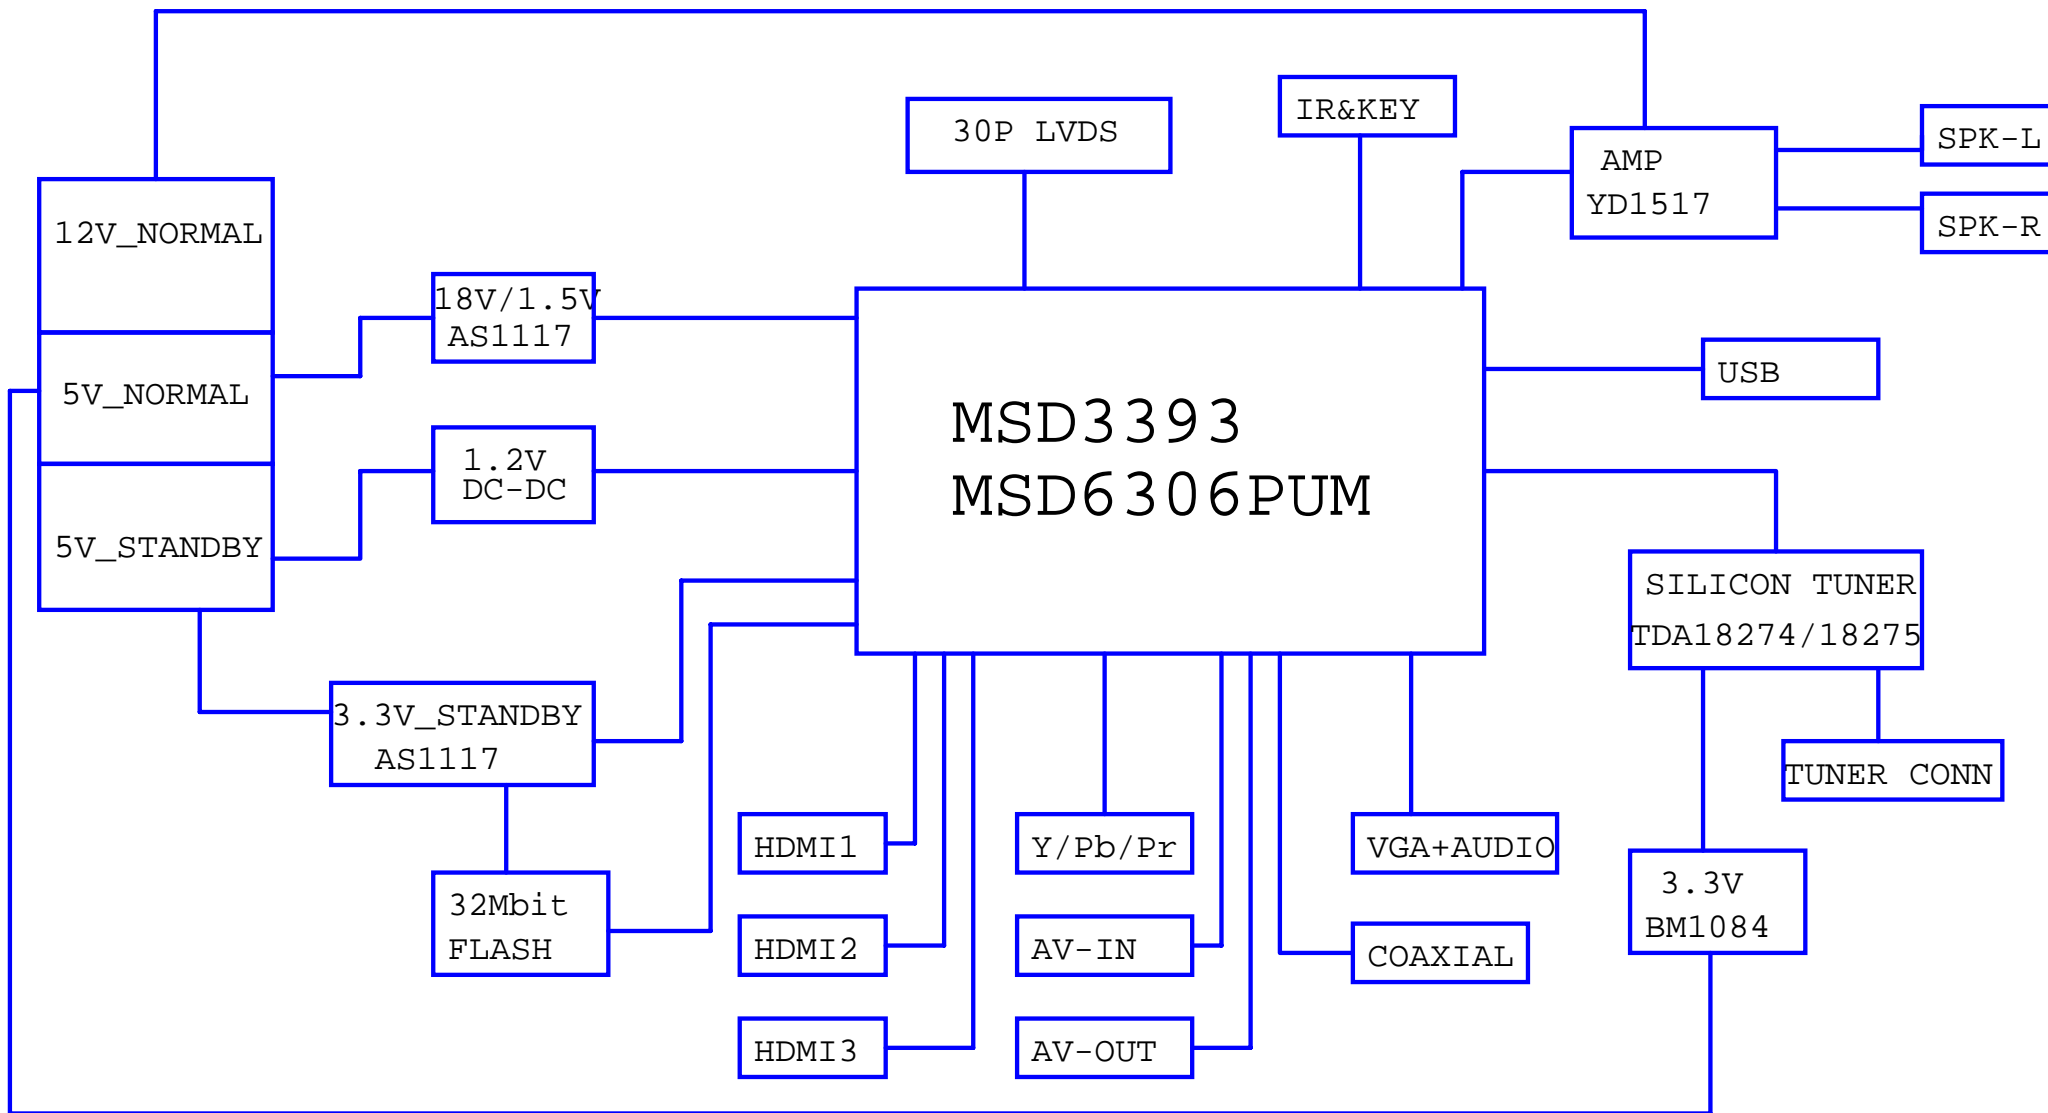 30P LVDS
IR&KEY
AMP
YD1517
SPK-L
SPK-R
12V_NORMAL
5V_NORMAL
5V_STANDBY
18V/1.5V
AS1117
1.2V
DC-DC
MSD3393
MSD6306PUM
USB
SILICON TUNER
TDA18274/18275
TUNER CONN
3.3V_STANDBY
AS1117
32Mbit
FLASH
HDMI1
HDMI2
HDMI3
Y/Pb/Pr
AV-IN
AV-OUT
VGA+AUDIO
COAXIAL
3.3V
BM1084